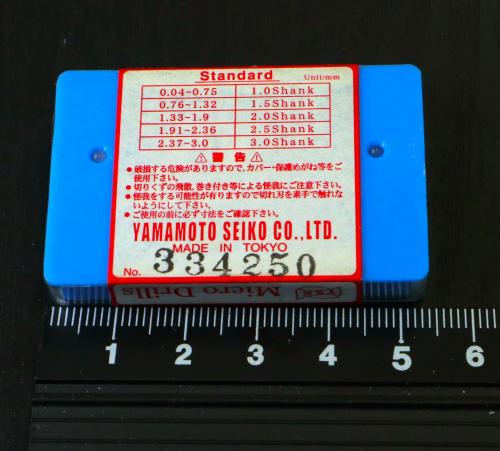 Standard
Unit:mm
0.04~0.75 1.0Shank
0.76~1.32 1.5Shank
1.33~1.9 2.0Shank
1.91~2.36 2.5Shank
2.37~3.0 3.0Shank
⚠警告⚠
●破損する危険がありますので、カバー・保護めがね等をご
使用下さい。
●切りくずの飛散、巻き付き等による怪我にご注意下さい。
●怪我をする可能性が有りますので切れ刃を素手で触れな
いようにして下さい。
●ご使用の前に必ず寸法をご確認下さい。
YAMAMOTO SEIKO CO.,LTD.
MADE IN TOKYO
No. 334250
Micro Drills
1 2 3 4 5 6